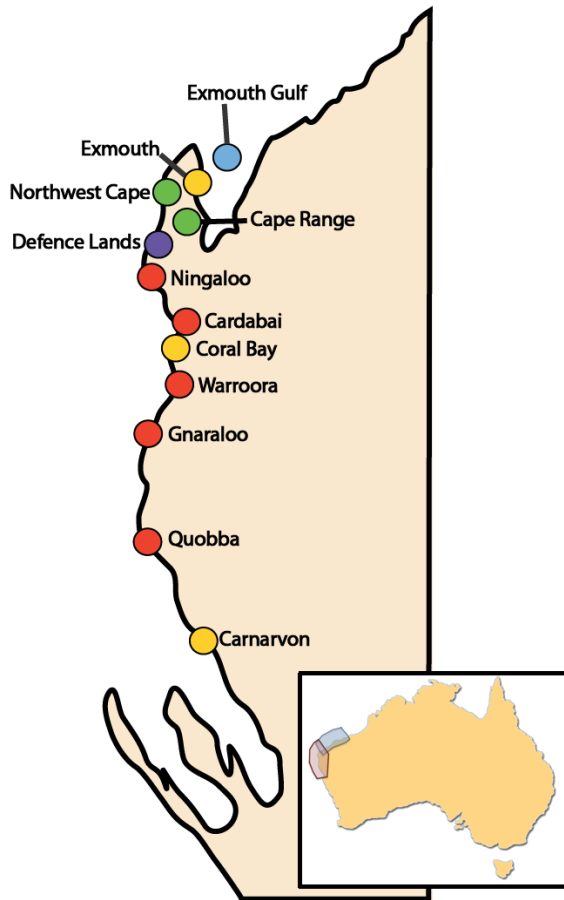 Exmouth Gulf
Exmouth
Northwest Cape
Cape Range
Defence Lands
Ningaloo
Cardabai
Coral Bay
Warroora
Gnaraloo
Quobba
Carnarvon